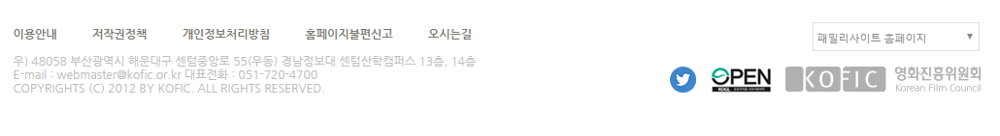 이용안내 저작권정책 개인정보처리방침 홈페이지불편신고 오시는길
패밀리사이트 홈페이지
우) 48058 부산광역시 해운대구 센텀중앙로 55(우동) 경남정보대 센텀산학캠퍼스 13층, 14층
E-mail : webmaster@kofic.or.kr 대표전화 : 051-720-4700
COPYRIGHTS (C) 2012 BY KOFIC. ALL RIGHTS RESERVED.
OPEN
KOGL
KOFIC 영화진흥위원회
Korean Film Council